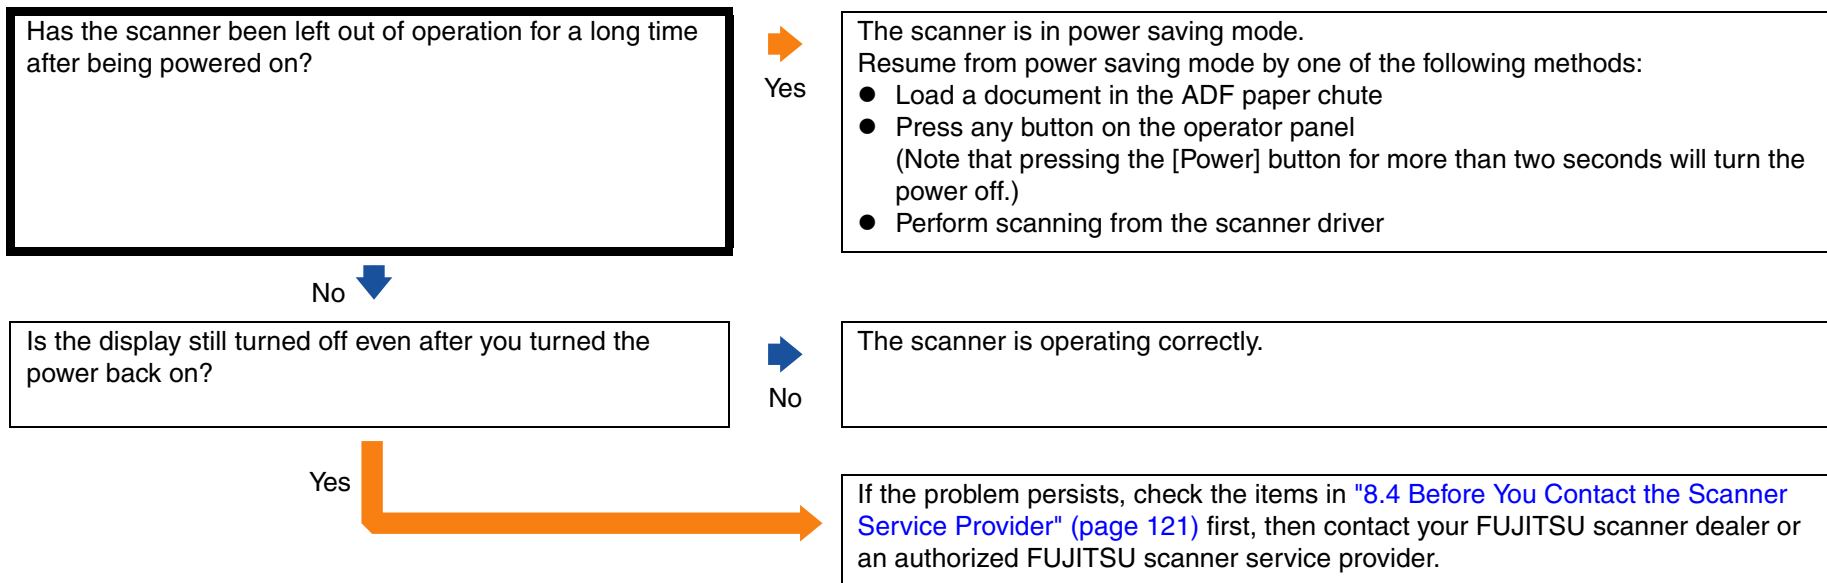 Has the scanner been left out of operation for a long time
after being powered on?
Yes
The scanner is in power saving mode.
Resume from power saving mode by one of the following methods:
● Load a document in the ADF paper chute
● Press any button on the operator panel
(Note that pressing the [Power] button for more than two seconds will turn the
power off.)
● Perform scanning from the scanner driver
No
Is the display still turned off even after you turned the
power back on?
No
The scanner is operating correctly.
Yes
If the problem persists, check the items in "8.4 Before You Contact the Scanner
Service Provider" (page 121) first, then contact your FUJITSU scanner dealer or
an authorized FUJITSU scanner service provider.